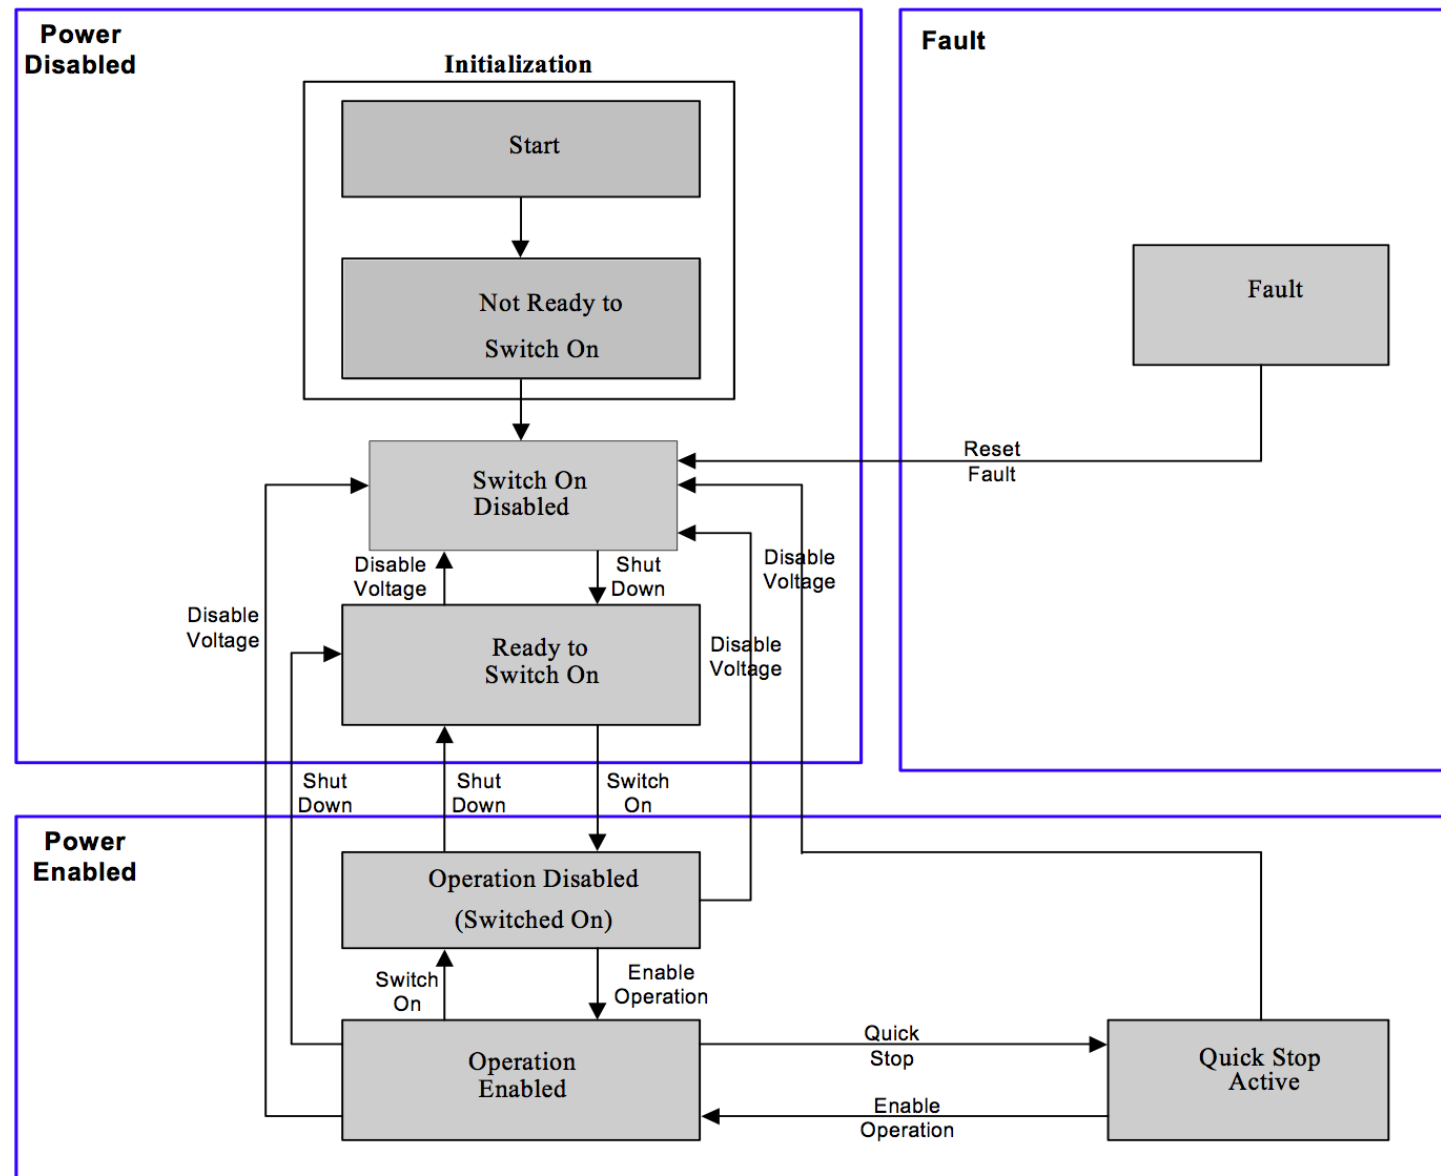 Power
Disabled
Initialization
Fault
Start
Not Ready to
Switch On
Fault
Reset
Fault
Switch On
Disabled
Disable
Voltage
Shut
Down
Disable
Voltage
Disable
Voltage
Ready to
Switch On
Disable
Voltage
Shut
Down
Shut
Down
Switch
On
Power
Enabled
Operation Disabled
(Switched On)
Switch
On
Enable
Operation
Operation
Enabled
Quick
Stop
Enable
Operation
Quick Stop
Active